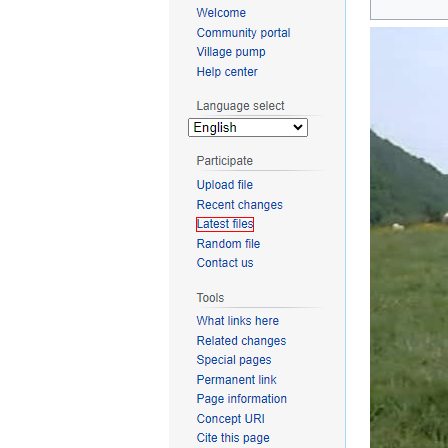 Welcome
Community portal
Village pump
Help center
Language select
English
Participate
Upload file
Recent changes
Latest files
Random file
Contact us
Tools
What links here
Related changes
Special pages
Permanent link
Page information
Concept URI
Cite this page